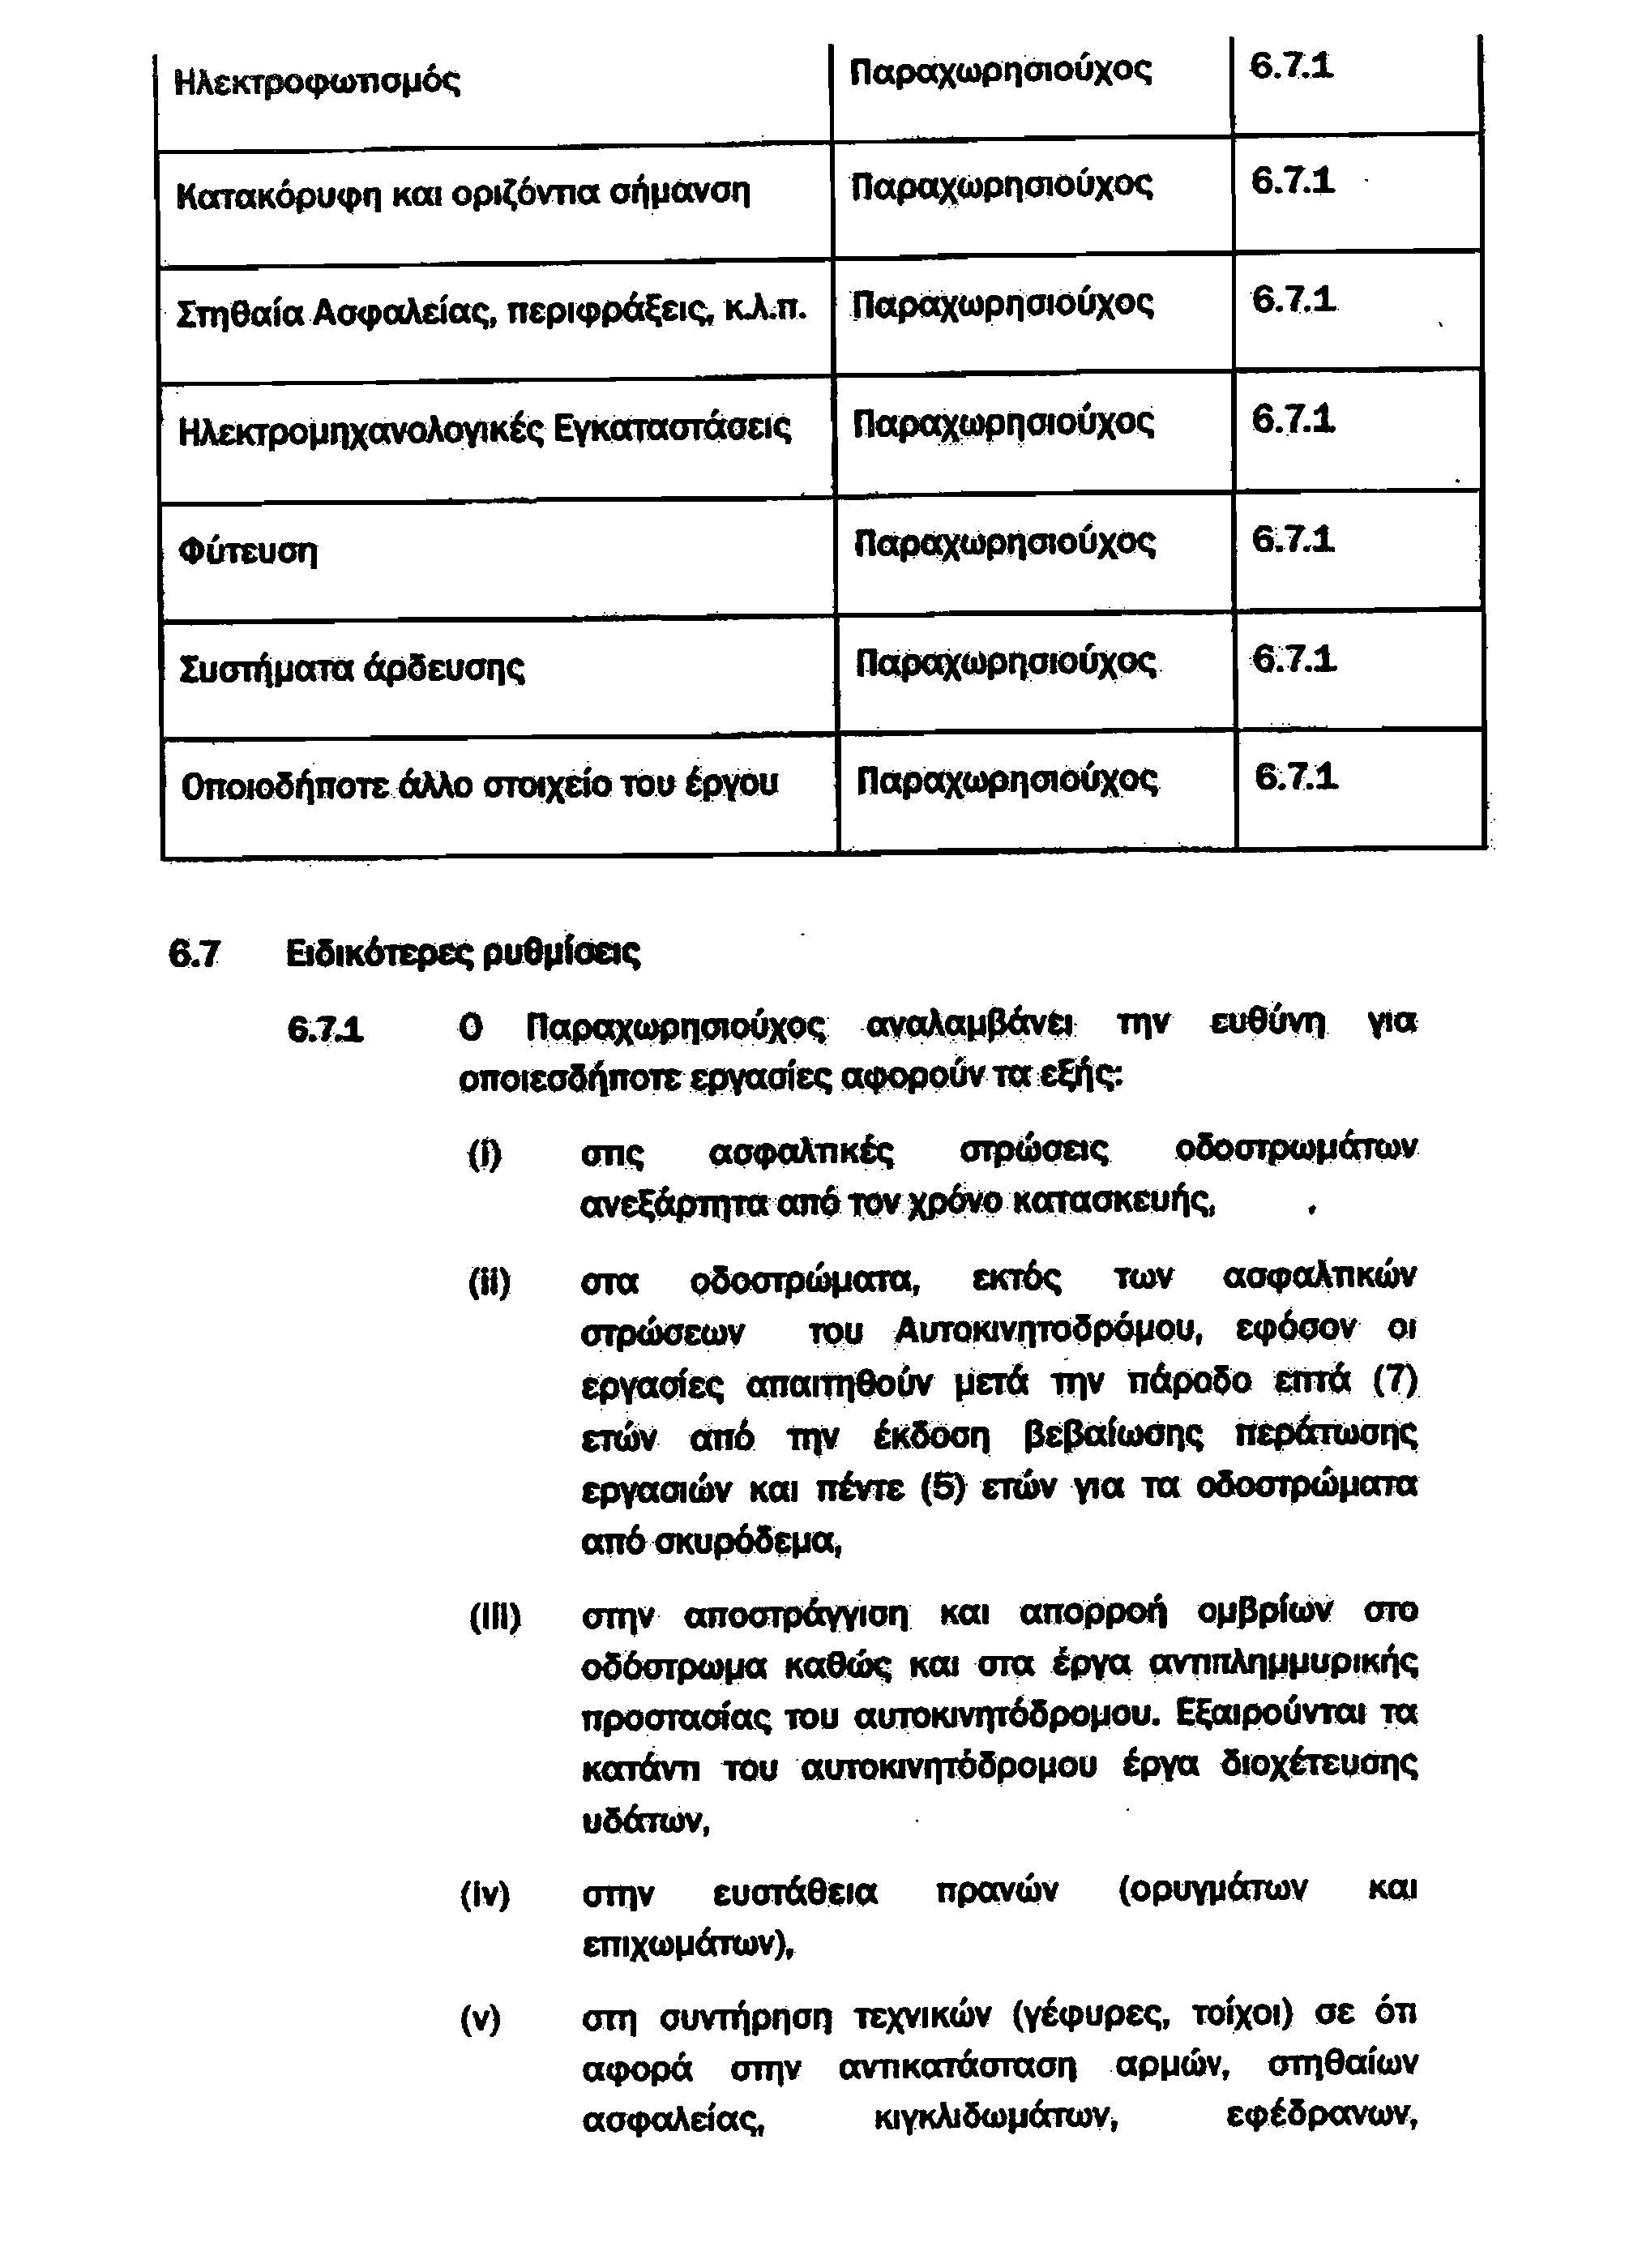 Ηλεκτροφωτισμός Παραχωρησιούχος 6.7.1
Κατακόρυφη και οριζόντια σήμανση Παραχωρησιούχος 6.7.1
Στηθαία Ασφαλείας, περιφράξεις, κ.λ.π. Παραχωρησιούχος 6.7.1
Ηλεκτρομηχανολογικές Εγκαταστάσεις Παραχωρησιούχος 6.7.1
Φύτευση Παραχωρησιούχος 6.7.1
Συστήματα άρδευσης Παραχωρησιούχος 6.7.1
Οποιοδήποτε άλλο στοιχείο του έργου Παραχωρησιούχος 6.7.1
6.7 Ειδικότερες ρυθμίσεις
6.7.1 Ο Παραχωρησιούχος αναλαμβάνει την ευθύνη για
οποιεσδήποτε εργασίες αφορούν τα εξής:
(i) στις ασφαλτικές στρώσεις οδοστρωμάτων
ανεξάρτητα από τον χρόνο κατασκευής,
(ii) στα οδοστρώματα, εκτός των ασφαλτικών
στρώσεων του Αυτοκινητοδρόμου, εφόσον οι
εργασίες απαιτηθούν μετά την πάροδο επτά (7)
ετών από την έκδοση βεβαίωσης περάτωσης
εργασιών και πέντε (5) ετών για τα οδοστρώματα
από σκυρόδεμα,
(iii) στην αποστράγγιση και απορροή ομβρίων στο
οδόστρωμα καθώς και στα έργα αντιπλημμυρικής
προστασίας του αυτοκινητόδρομου. Εξαιρούνται τα
κατάντι του αυτοκινητόδρομου έργα διοχέτευσης
υδάτων,
(iv) στην ευστάθεια πρανών (ορυγμάτων και
επιχωμάτων),
(v) στη συντήρηση τεχνικών (γέφυρες, τοίχοι) σε ότι
αφορά στην αντικατάσταση αρμών, στηθαίων
ασφαλείας, κιγκλιδωμάτων, εφέδρανων,